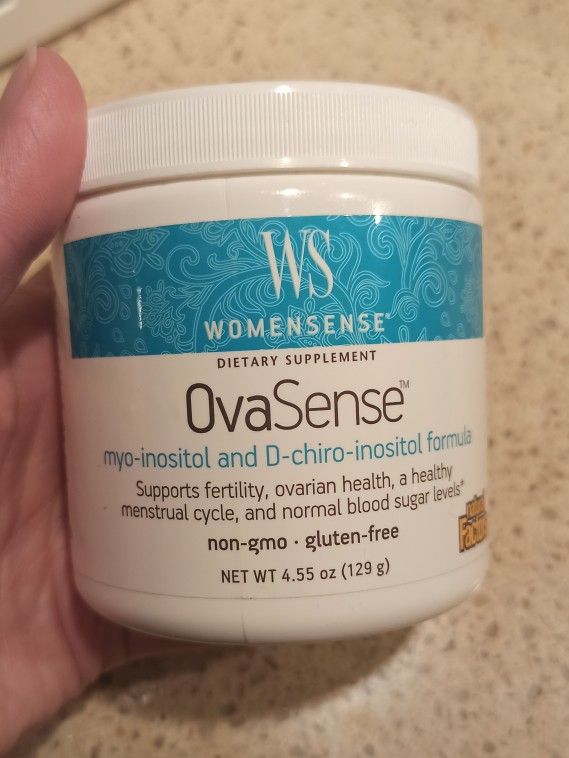 WS
WOMENSENSE®
DIETARY SUPPLEMENT
OvaSense™
myo-inositol and D-chiro-inositol formula
Supports fertility, ovarian health, a healthy
menstrual cycle, and normal blood sugar levels*
natural
non-gmo · gluten-free
NET WT 4.55 oz (129 g)